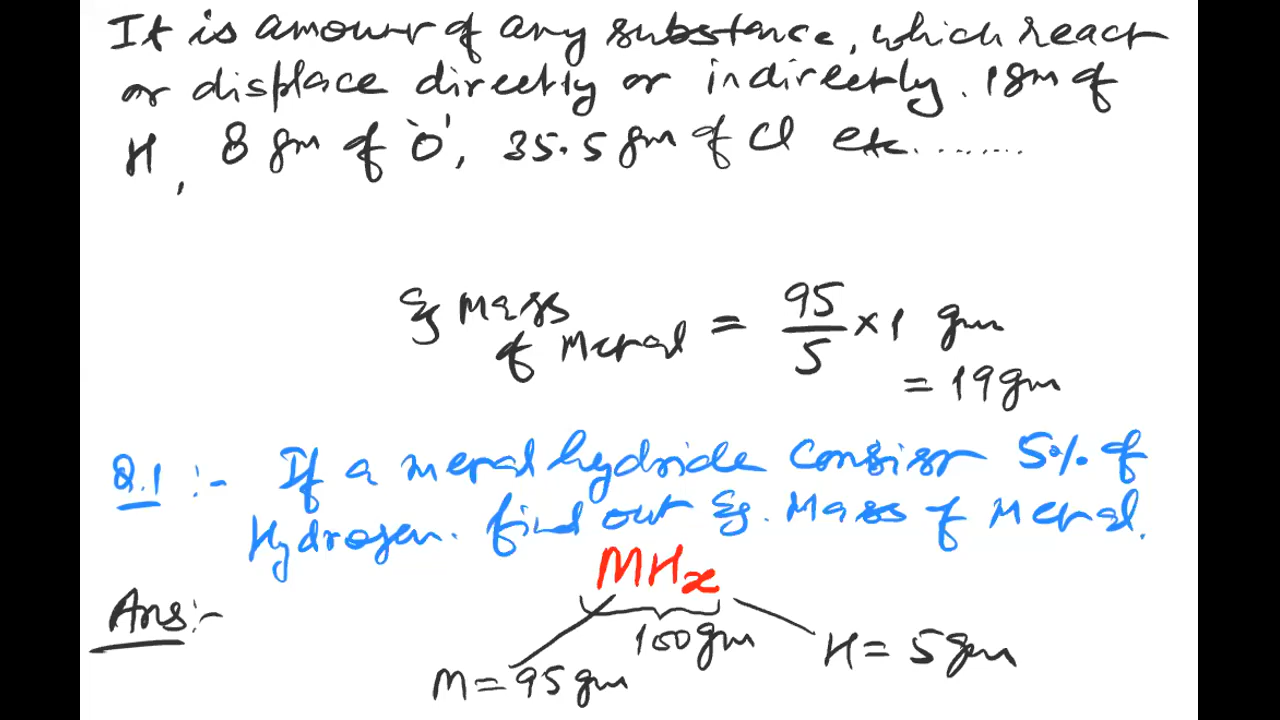 It is amount of any substance, which react
or displace directly or indirectly. 1gm of
H, 8 gm of 'O', 35.5 gm of Cl etc........
Eq Mass
of Metal = 95/5 × 1 gm
= 19gm
Q.1 :- If a metal hydride consist 5% of
Hydrogen. find out Eq. Mass of Metal.
MHx
Ans:-
100gm
H = 5gm
M = 95gm